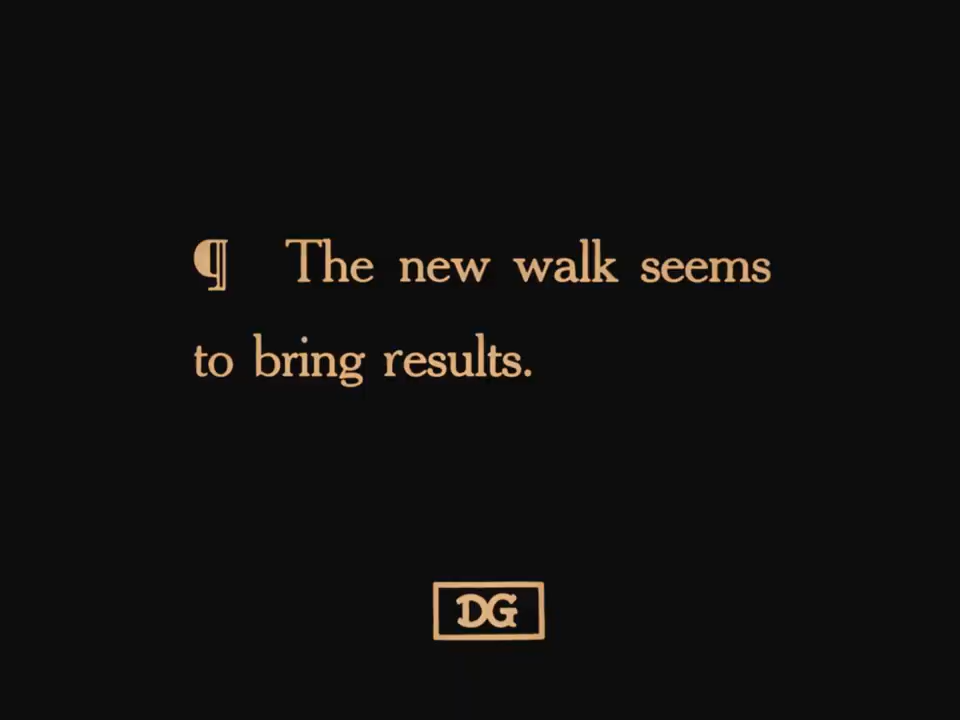 ¶ The new walk seems
to bring results.
DG